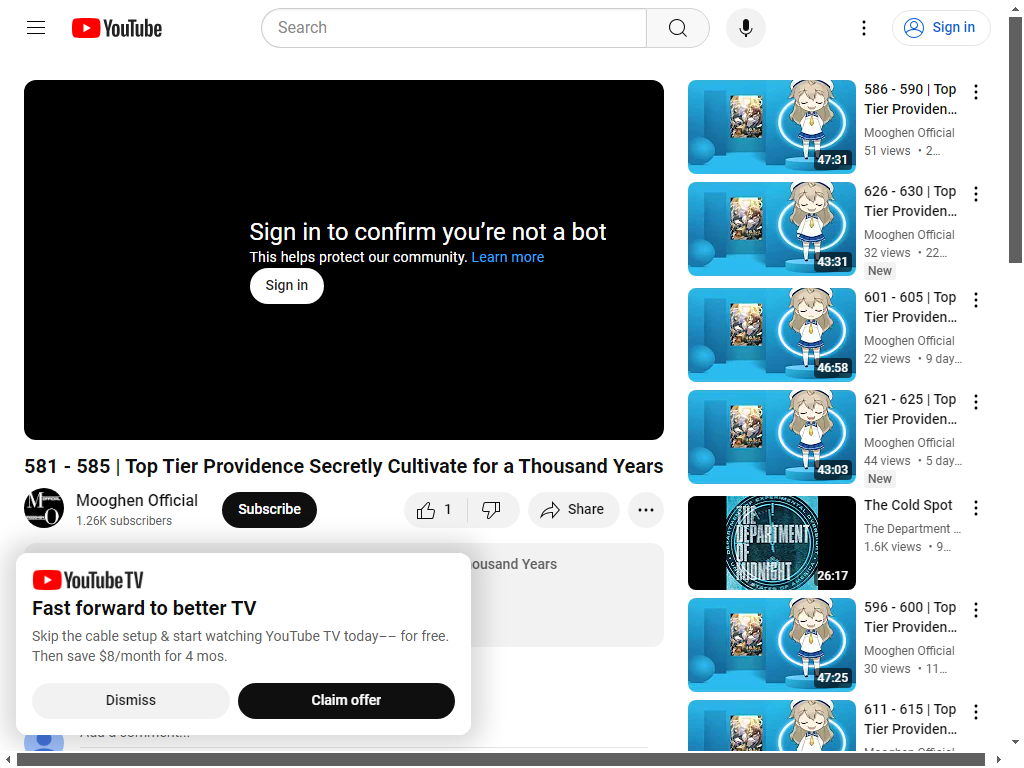 YouTube
Search
Sign in
Sign in to confirm you’re not a bot
This helps protect our community. Learn more
Sign in
581 - 585 | Top Tier Providence Secretly Cultivate for a Thousand Years
Mooghen Official
1.26K subscribers
Subscribe
1
Share
ousand Years
YouTube TV
Fast forward to better TV
Skip the cable setup & start watching YouTube TV today–– for free.
Then save $8/month for 4 mos.
Dismiss
Claim offer
47:31
586 - 590 | Top
Tier Providen…
Mooghen Official
51 views • 2…
43:31
626 - 630 | Top
Tier Providen…
Mooghen Official
32 views • 22…
New
46:58
601 - 605 | Top
Tier Providen…
Mooghen Official
22 views • 9 day…
43:03
621 - 625 | Top
Tier Providen…
Mooghen Official
44 views • 5 day…
New
THE
DEPARTMENT
OF
MIDNIGHT
26:17
The Cold Spot
The Department …
1.6K views • 9…
47:25
596 - 600 | Top
Tier Providen…
Mooghen Official
30 views • 11…
611 - 615 | Top
Tier Providen…